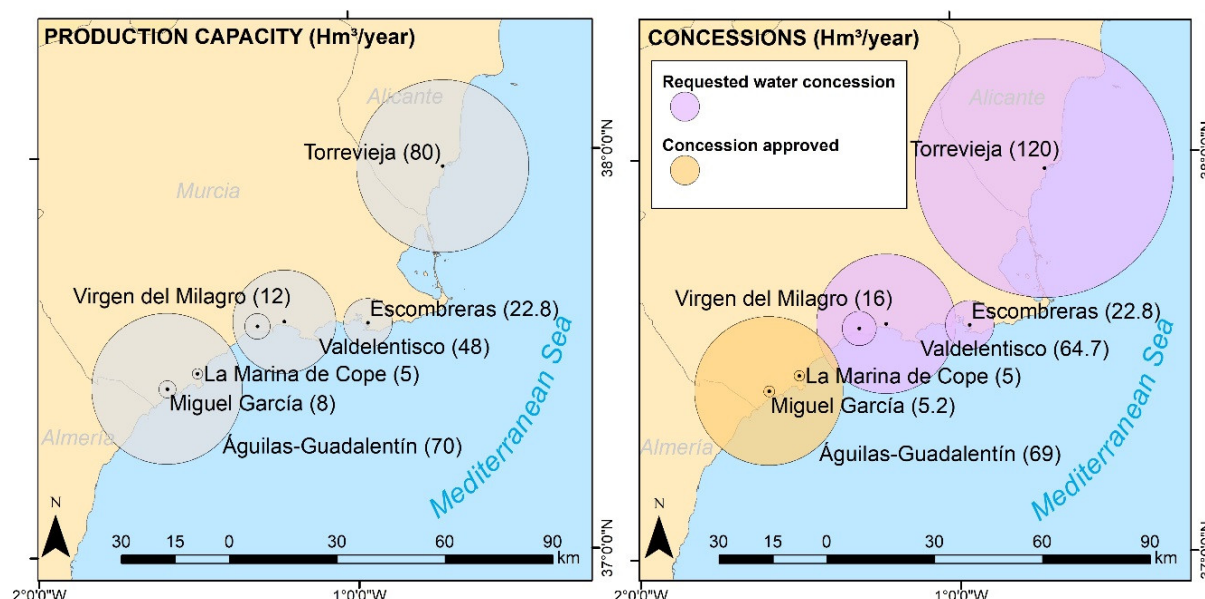 PRODUCTION CAPACITY (Hm³/year)
Alicante
Torrevieja (80)
Murcia
Virgen del Milagro (12)
Escombreras (22.8)
Valdelentisco (48)
La Marina de Cope (5)
Miguel García (8)
Almería
Águilas-Guadalentín (70)
Mediterranean Sea
N
30 15 0 30 60 90
km
2°0'0"W 1°0'0"W
38°0'0"N
37°0'0"N
CONCESSIONS (Hm³/year)
Requested water concession
Concession approved
Alicante
Torrevieja (120)
Virgen del Milagro (16)
Escombreras (22.8)
Valdelentisco (64.7)
La Marina de Cope (5)
Miguel García (5.2)
Almería
Águilas-Guadalentín (69)
Mediterranean Sea
N
30 15 0 30 60 90
km
2°0'0"W 1°0'0"W
38°0'0"N
37°0'0"N